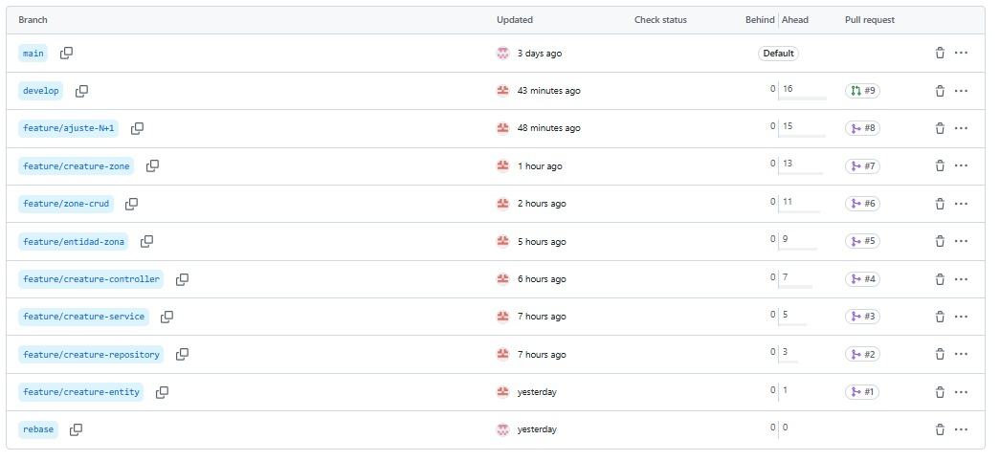 Branch Updated Check status Behind Ahead Pull request
main 3 days ago Default
develop 43 minutes ago 0 16 #9
feature/ajuste-N+1 48 minutes ago 0 15 #8
feature/creature-zone 1 hour ago 0 13 #7
feature/zone-crud 2 hours ago 0 11 #6
feature/entidad-zona 5 hours ago 0 9 #5
feature/creature-controller 6 hours ago 0 7 #4
feature/creature-service 7 hours ago 0 5 #3
feature/creature-repository 7 hours ago 0 3 #2
feature/creature-entity yesterday 0 1 #1
rebase yesterday 0 0